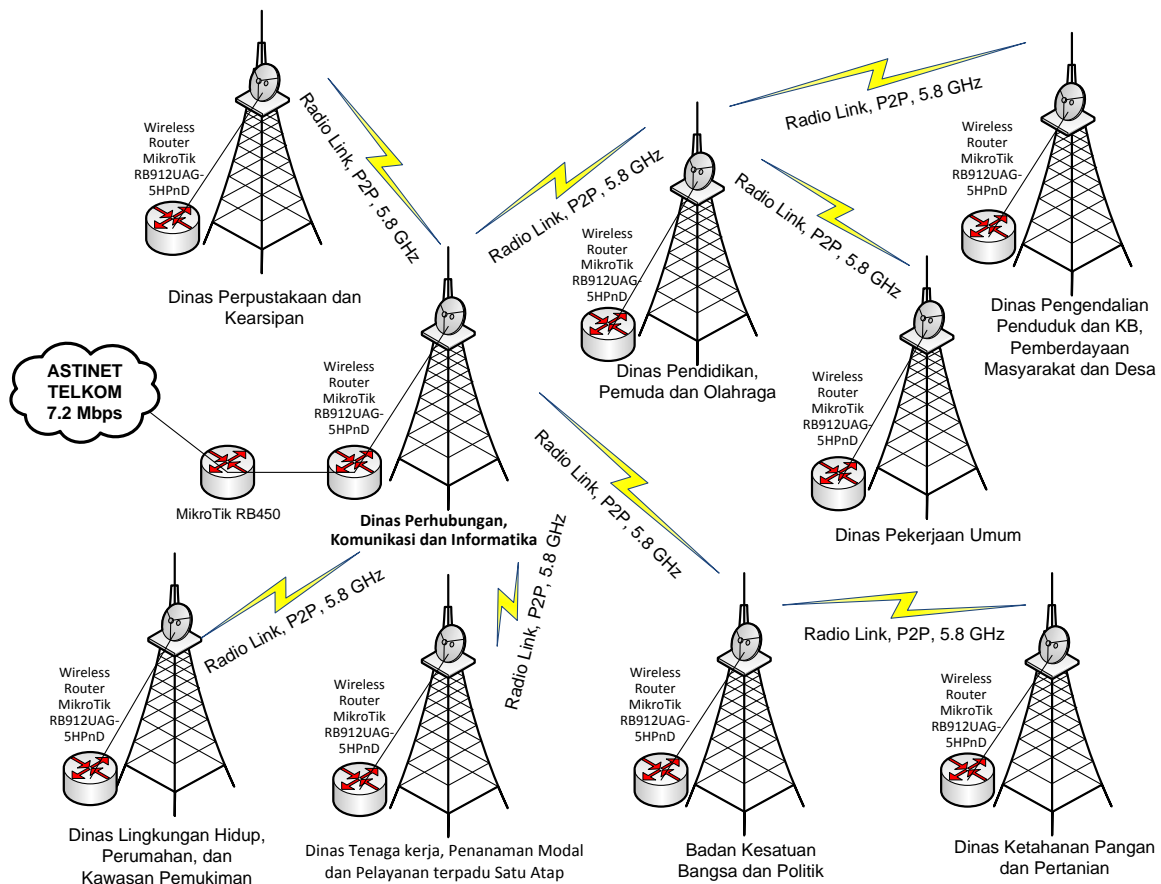 Wireless
Router
MikroTik
RB912UAG-
5HPnD
Dinas Perpustakaan dan
Kearsipan
Radio Link, P2P, 5.8 GHz
Radio Link, P2P, 5.8 GHz
Wireless
Router
MikroTik
RB912UAG-
5HPnD
Dinas Pendidikan,
Pemuda dan Olahraga
Radio Link, P2P, 5.8 GHz
Radio Link, P2P, 5.8 GHz
Wireless
Router
MikroTik
RB912UAG-
5HPnD
Dinas Pengendalian
Penduduk dan KB,
Pemberdayaan
Masyarakat dan Desa
ASTINET
TELKOM
7.2 Mbps
MikroTik RB450
Wireless
Router
MikroTik
RB912UAG-
5HPnD
Dinas Perhubungan,
Komunikasi dan Informatika
Radio Link, P2P, 5.8 GHz
Wireless
Router
MikroTik
RB912UAG-
5HPnD
Dinas Pekerjaan Umum
Radio Link, P2P, 5.8 GHz
Radio Link, P2P, 5.8 GHz
Radio Link, P2P, 5.8 GHz
Wireless
Router
MikroTik
RB912UAG-
5HPnD
Dinas Lingkungan Hidup,
Perumahan, dan
Kawasan Pemukiman
Wireless
Router
MikroTik
RB912UAG-
5HPnD
Dinas Tenaga kerja, Penanaman Modal
dan Pelayanan terpadu Satu Atap
Wireless
Router
MikroTik
RB912UAG-
5HPnD
Badan Kesatuan
Bangsa dan Politik
Wireless
Router
MikroTik
RB912UAG-
5HPnD
Dinas Ketahanan Pangan
dan Pertanian